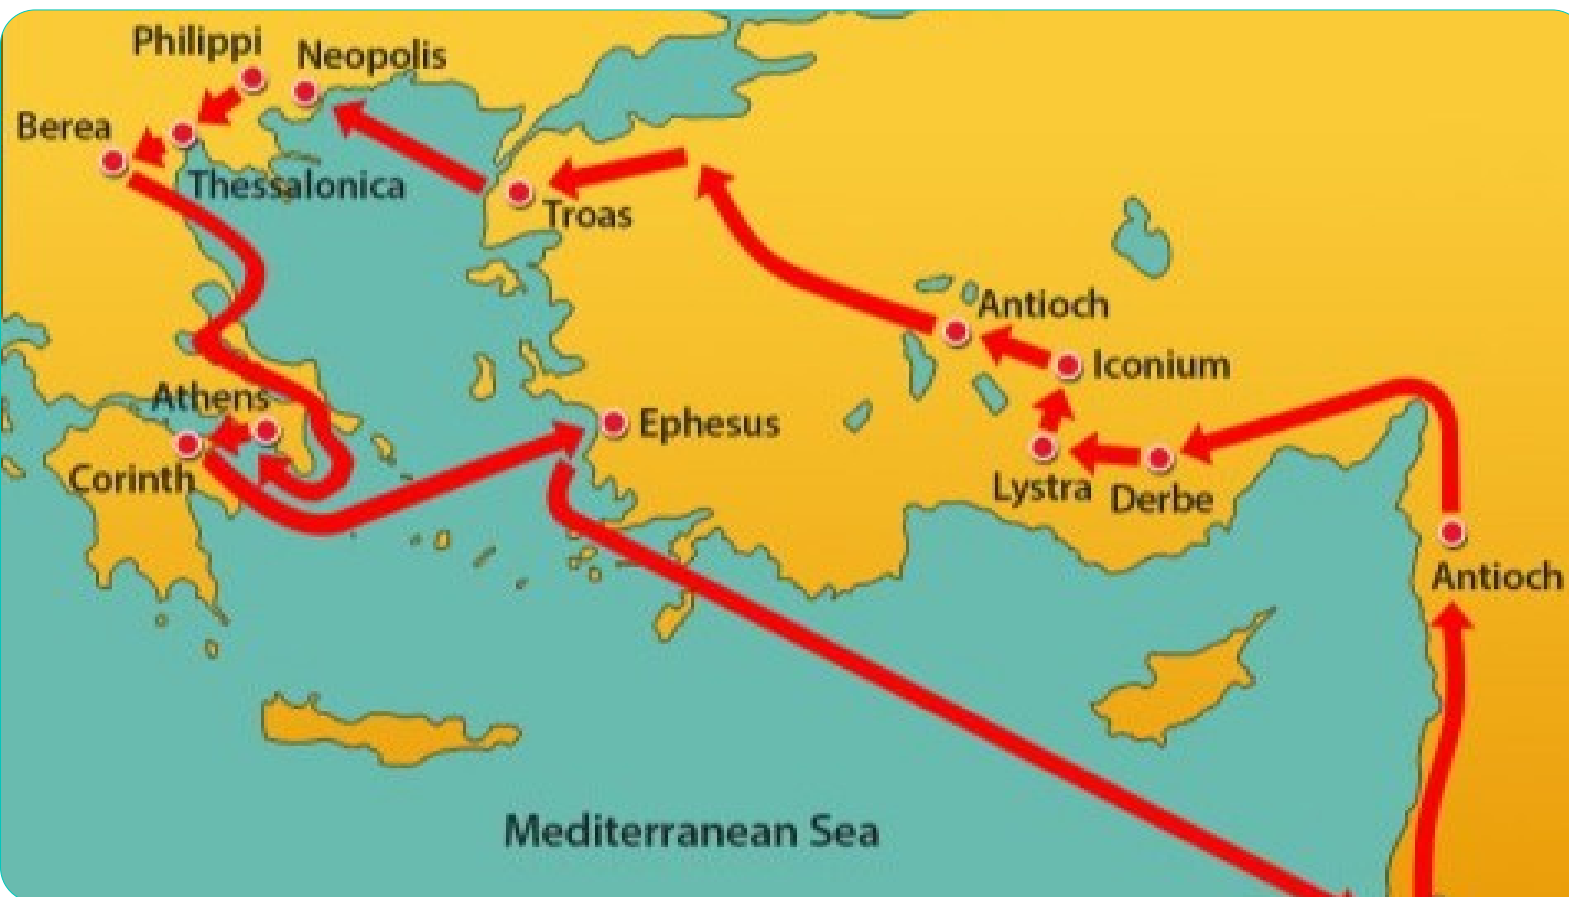 Philippi
Neopolis
Berea
Thessalonica
Troas
Antioch
Iconium
Athens
Ephesus
Corinth
Lystra
Derbe
Antioch
Mediterranean Sea